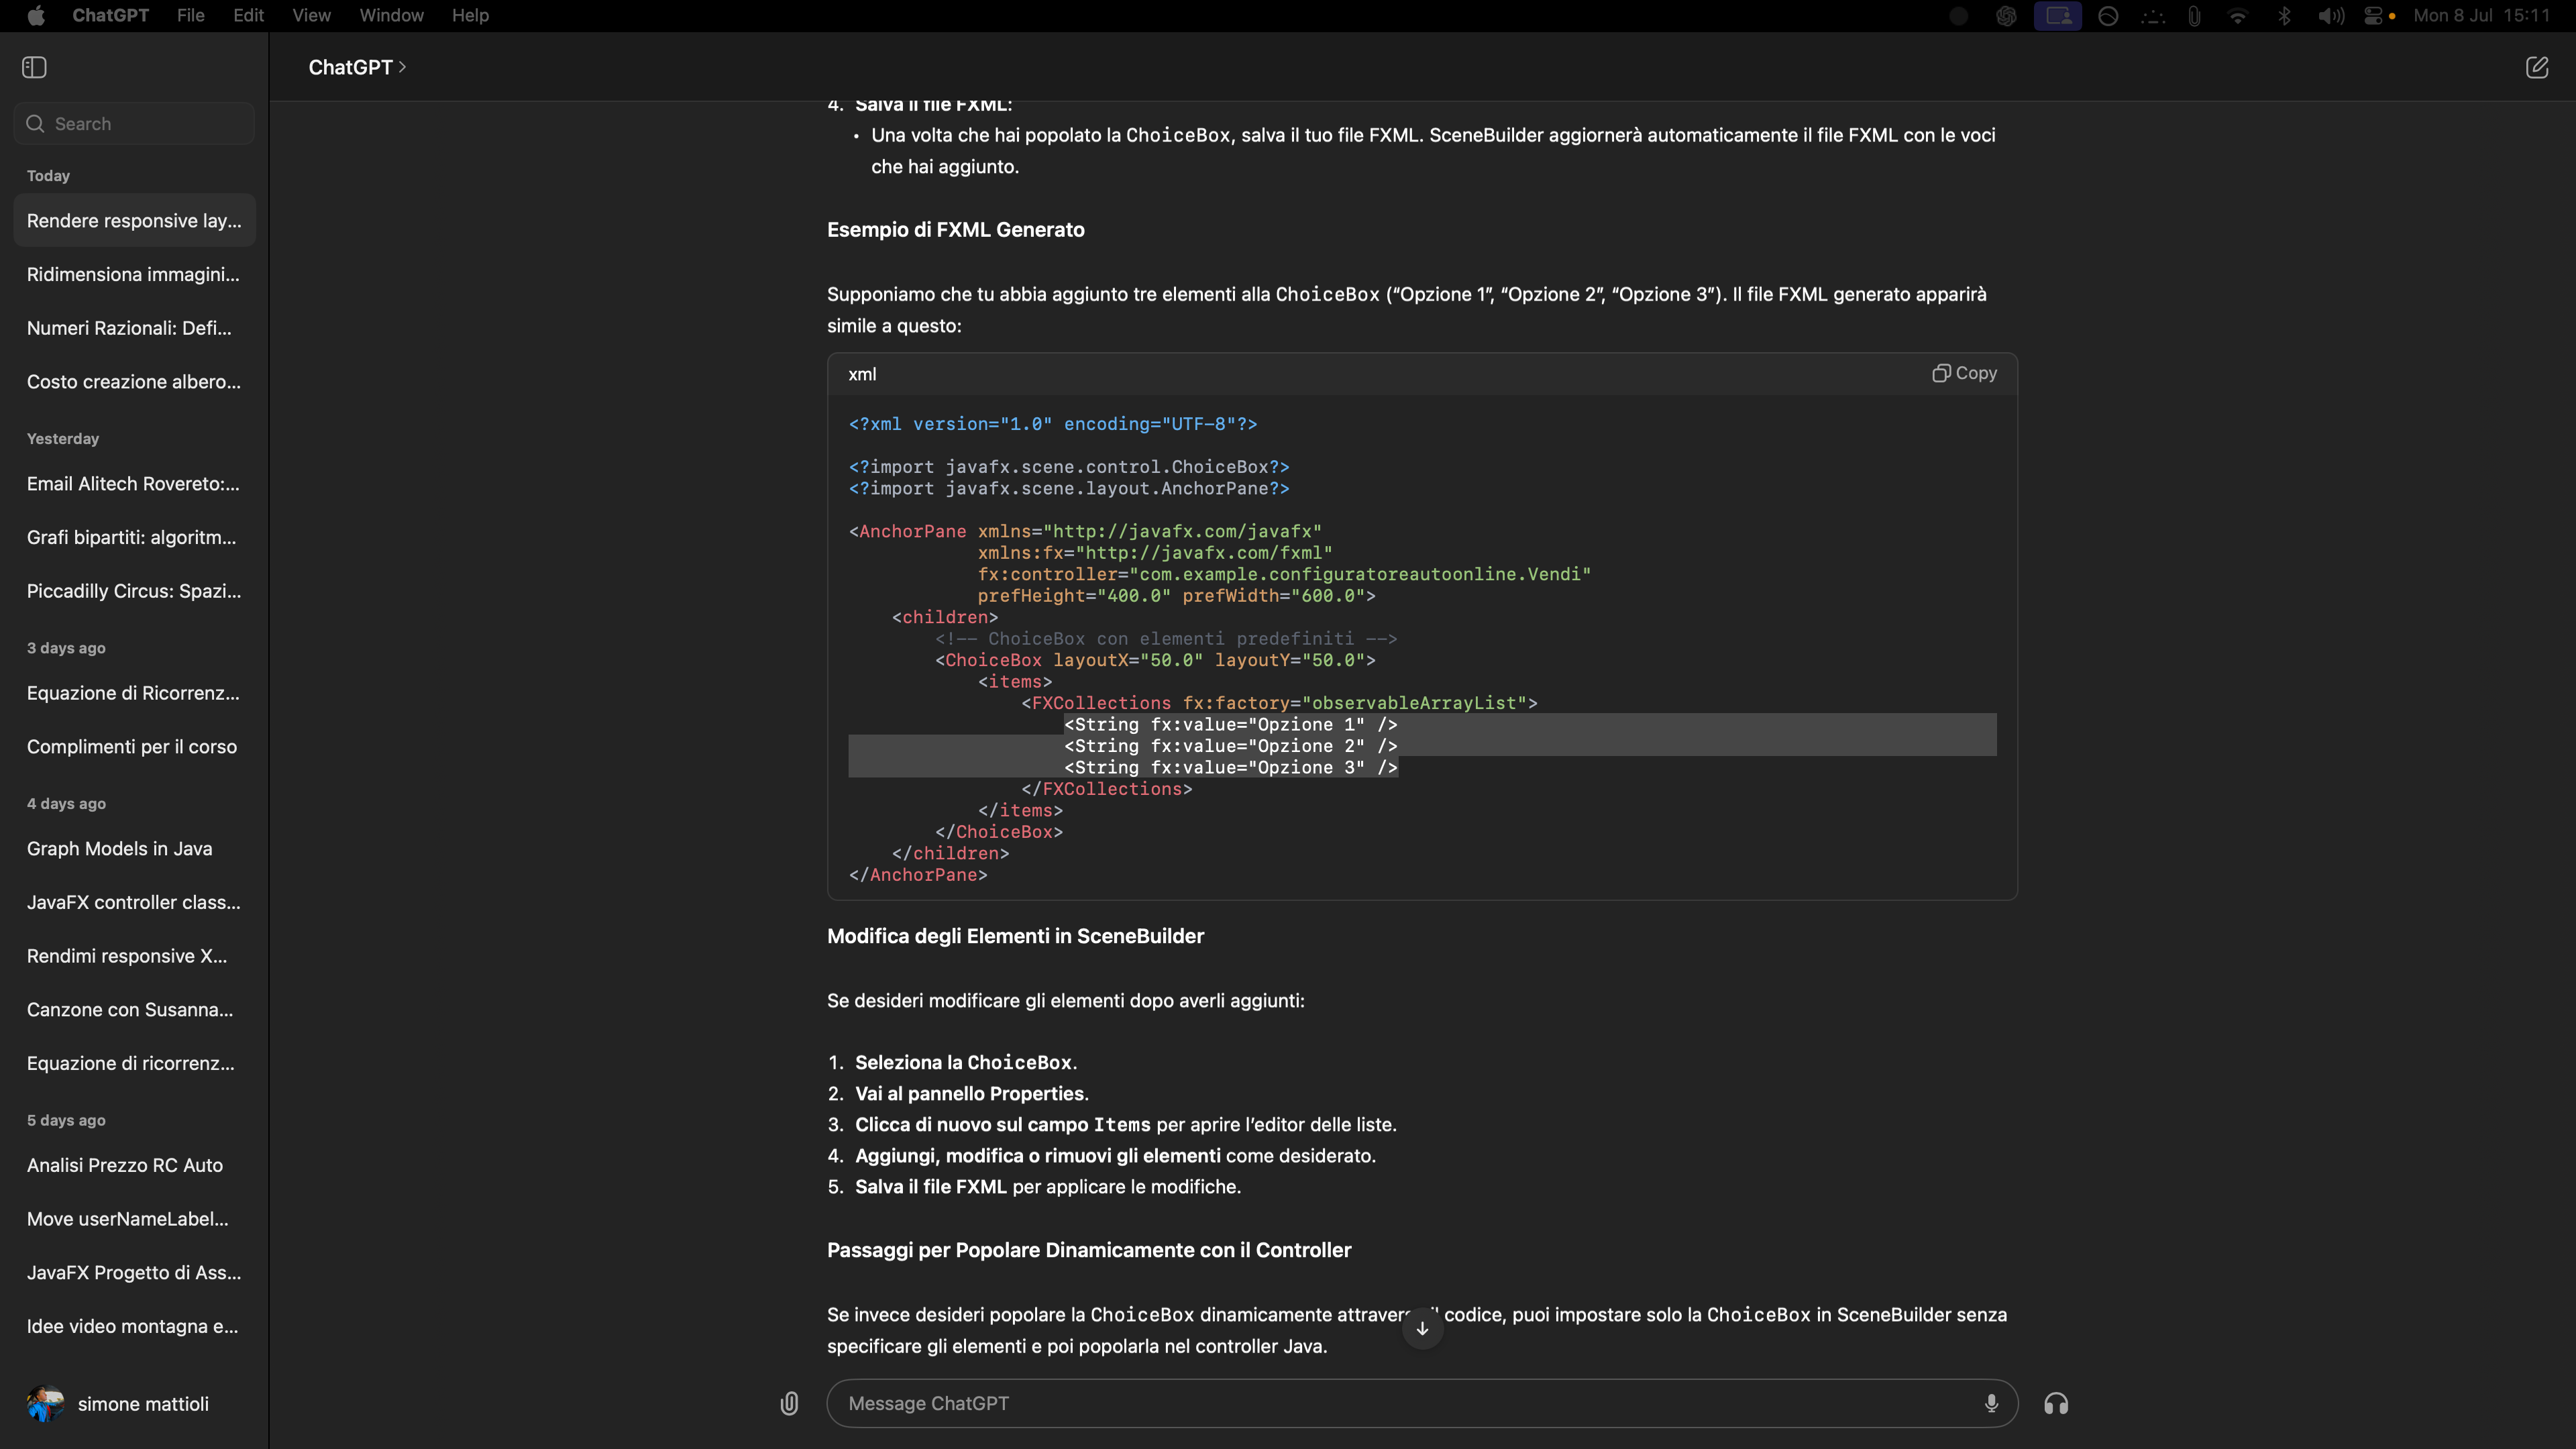 ChatGPT File Edit View Window Help
Mon 8 Jul 15:11
Search
Today
Rendere responsive lay...
Ridimensiona immagini...
Numeri Razionali: Defi...
Costo creazione albero...
Yesterday
Email Alitech Rovereto:...
Grafi bipartiti: algoritm...
Piccadilly Circus: Spazi...
3 days ago
Equazione di Ricorrenz...
Complimenti per il corso
4 days ago
Graph Models in Java
JavaFX controller class...
Rendimi responsive X...
Canzone con Susanna...
Equazione di ricorrenz...
5 days ago
Analisi Prezzo RC Auto
Move userNameLabel...
JavaFX Progetto di Ass...
Idee video montagna e...
simone mattioli
ChatGPT
4. Salva il file FXML:
• Una volta che hai popolato la ChoiceBox, salva il tuo file FXML. SceneBuilder aggiornerà automaticamente il file FXML con le voci
che hai aggiunto.
Esempio di FXML Generato
Supponiamo che tu abbia aggiunto tre elementi alla ChoiceBox (“Opzione 1”, “Opzione 2”, “Opzione 3”). Il file FXML generato apparirà
simile a questo:
xml
Copy
<?xml version="1.0" encoding="UTF-8"?>
<?import javafx.scene.control.ChoiceBox?>
<?import javafx.scene.layout.AnchorPane?>
<AnchorPane xmlns="http://javafx.com/javafx"
xmlns:fx="http://javafx.com/fxml"
fx:controller="com.example.configuratoreautoonline.Vendi"
prefHeight="400.0" prefWidth="600.0">
<children>
<!-- ChoiceBox con elementi predefiniti -->
<ChoiceBox layoutX="50.0" layoutY="50.0">
<items>
<FXCollections fx:factory="observableArrayList">
<String fx:value="Opzione 1" />
<String fx:value="Opzione 2" />
<String fx:value="Opzione 3" />
</FXCollections>
</items>
</ChoiceBox>
</children>
</AnchorPane>
Modifica degli Elementi in SceneBuilder
Se desideri modificare gli elementi dopo averli aggiunti:
1. Seleziona la ChoiceBox.
2. Vai al pannello Properties.
3. Clicca di nuovo sul campo Items per aprire l’editor delle liste.
4. Aggiungi, modifica o rimuovi gli elementi come desiderato.
5. Salva il file FXML per applicare le modifiche.
Passaggi per Popolare Dinamicamente con il Controller
Se invece desideri popolare la ChoiceBox dinamicamente codice, puoi impostare solo la ChoiceBox in SceneBuilder senza
specificare gli elementi e poi popolarla nel controller Java.
Message ChatGPT